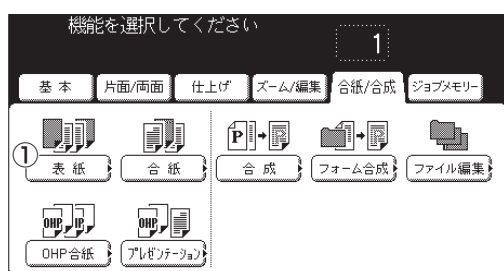 機能を選択してください
1
基本 片面/両面 仕上げ ズーム/編集 合紙/合成 ジョブメモリー
P P P
① 表紙 合紙 合成 フォーム合成 ファイル編集
OHP IP OHP
OHP合紙 プレゼンテーション